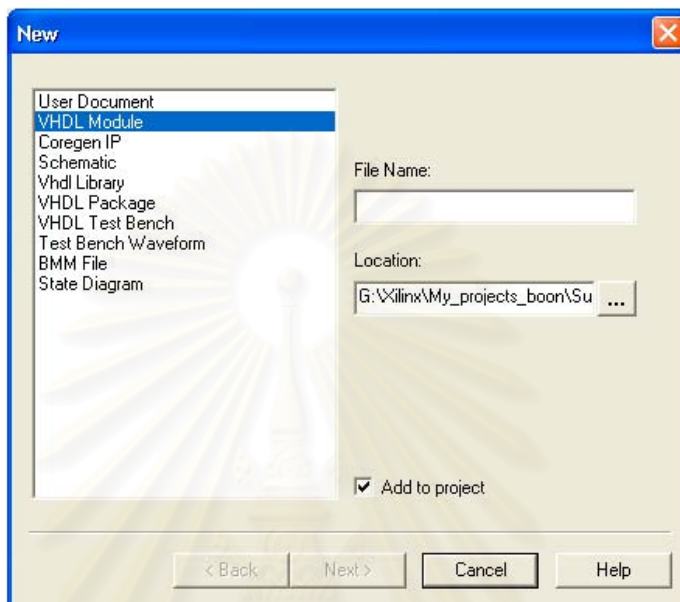 New
User Document
VHDL Module
Coregen IP
Schematic
Vhdl Library
VHDL Package
VHDL Test Bench
Test Bench Waveform
BMM File
State Diagram
File Name:
Location:
G:\Xilinx\My_projects_boon\Su
...
Add to project
< Back
Next >
Cancel
Help